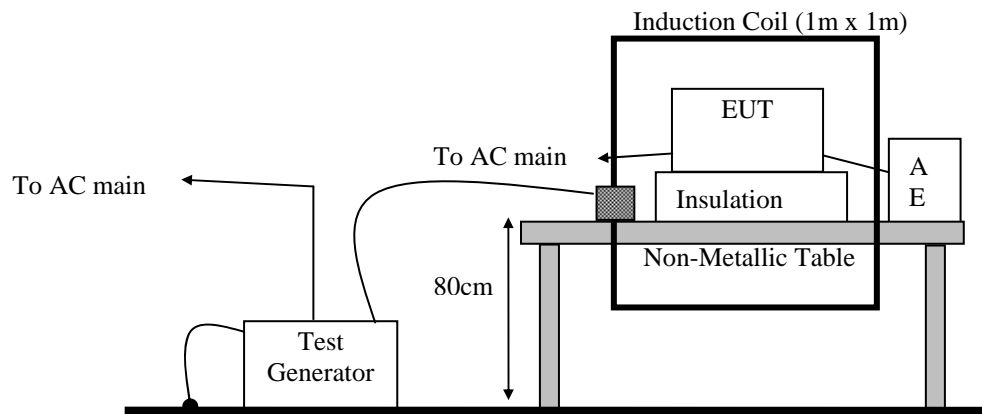 Induction Coil (1m x 1m)
EUT
To AC main
A
E
To AC main
Insulation
Non-Metallic Table
80cm
Test
Generator